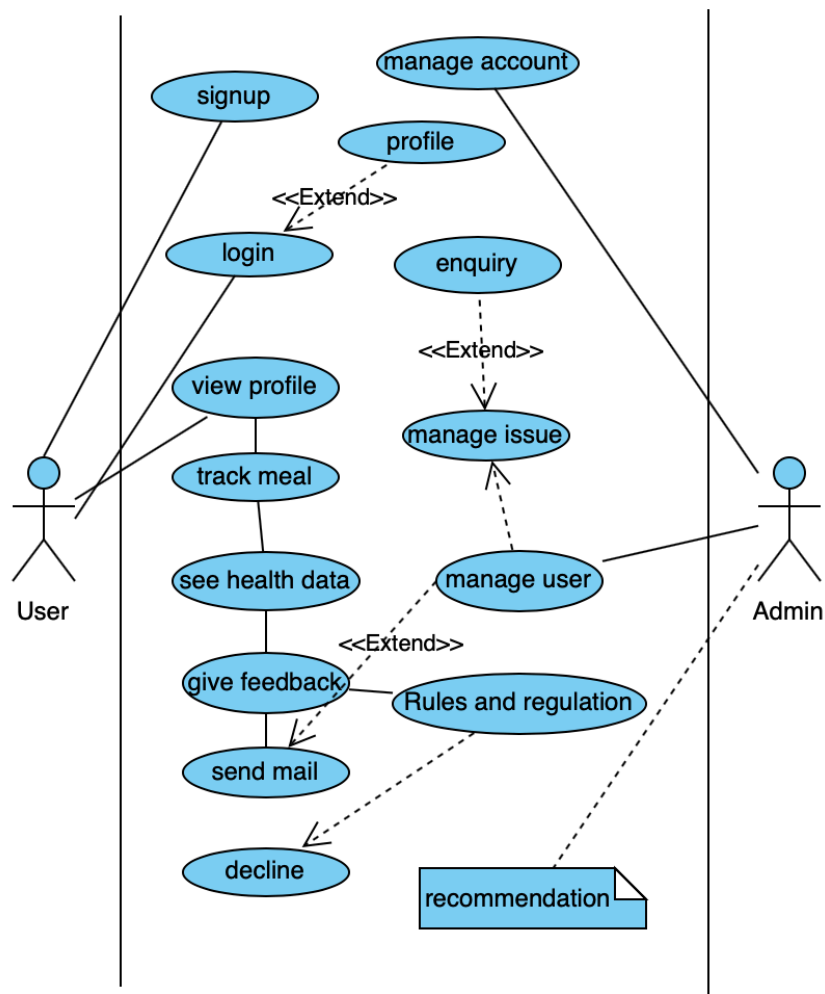 manage account
signup
profile
<<Extend>>
login
enquiry
<<Extend>>
view profile
manage issue
track meal
see health data
manage user
User
Admin
<<Extend>>
give feedback
Rules and regulation
send mail
decline
recommendation